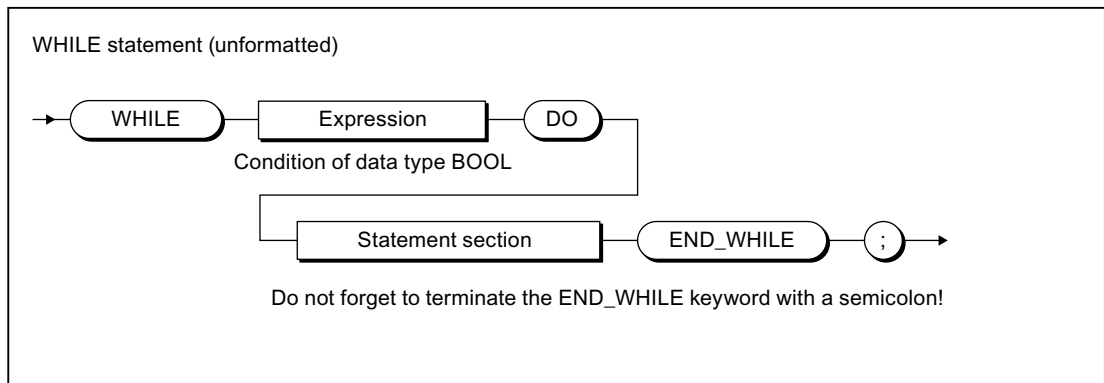 WHILE statement (unformatted)
WHILE Expression DO
Condition of data type BOOL
Statement section END_WHILE ;
Do not forget to terminate the END_WHILE keyword with a semicolon!